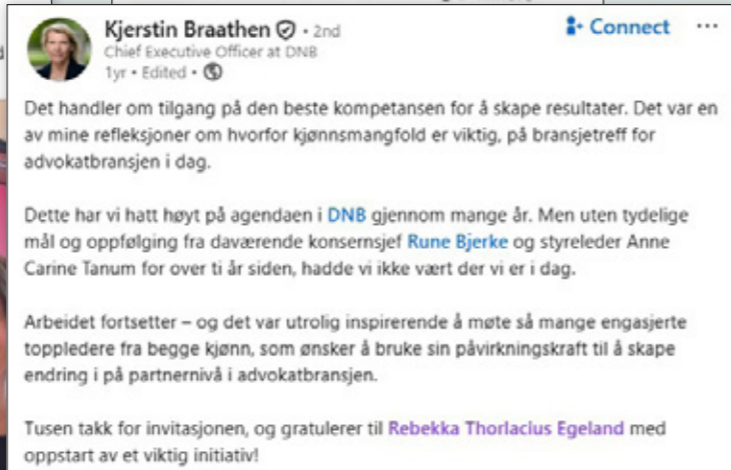 Kjerstin Braathen • 2nd
Connect
Chief Executive Officer at DNB
1yr • Edited •
Det handler om tilgang på den beste kompetansen for å skape resultater. Det var en
av mine refleksjoner om hvorfor kjønnsmangfold er viktig, på bransjetreff for
advokatbransjen i dag.
Dette har vi hatt høyt på agendaen i DNB gjennom mange år. Men uten tydelige
mål og oppfølging fra daværende konsernsjef Rune Bjerke og styreleder Anne
Carine Tanum for over ti år siden, hadde vi ikke vært der vi er i dag.
Arbeidet fortsetter – og det var utrolig inspirerende å møte så mange engasjerte
toppledere fra begge kjønn, som ønsker å bruke sin påvirkningskraft til å skape
endring i på partnernivå i advokatbransjen.
Tusen takk for invitasjonen, og gratulerer til Rebekka Thorlacius Egeland med
oppstart av et viktig initiativ!